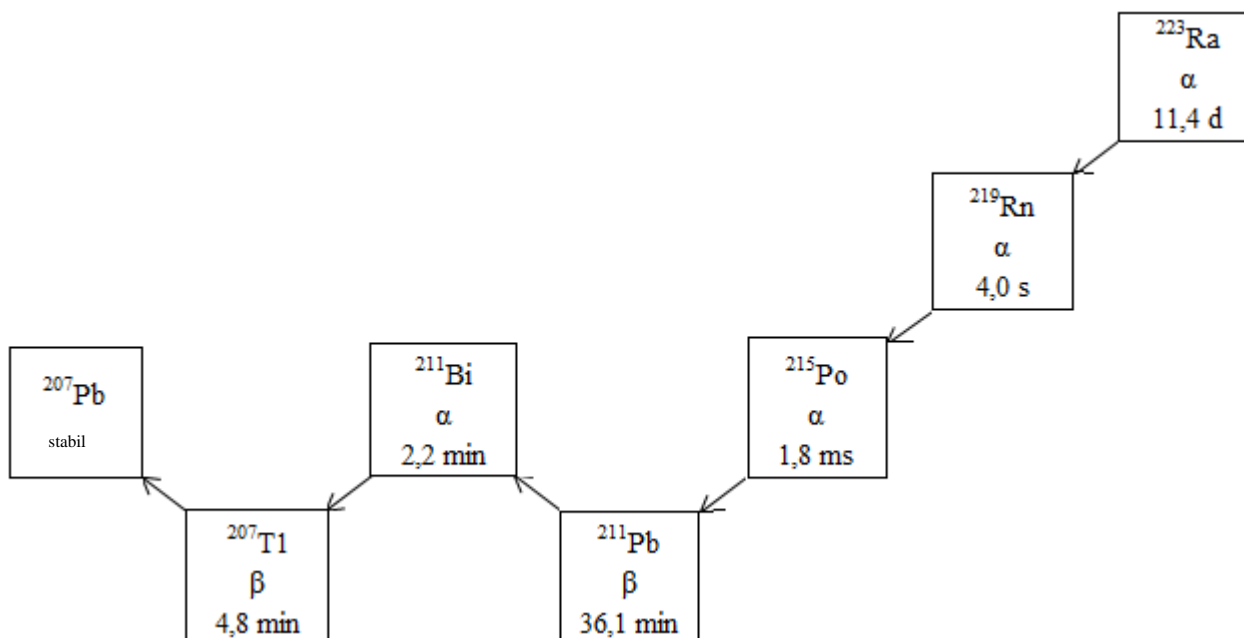 ²²³Ra
α
11,4 d
²¹⁹Rn
α
4,0 s
²¹⁵Po
α
1,8 ms
²¹¹Pb
β
36,1 min
²¹¹Bi
α
2,2 min
²⁰⁷Tl
β
4,8 min
²⁰⁷Pb
stabil